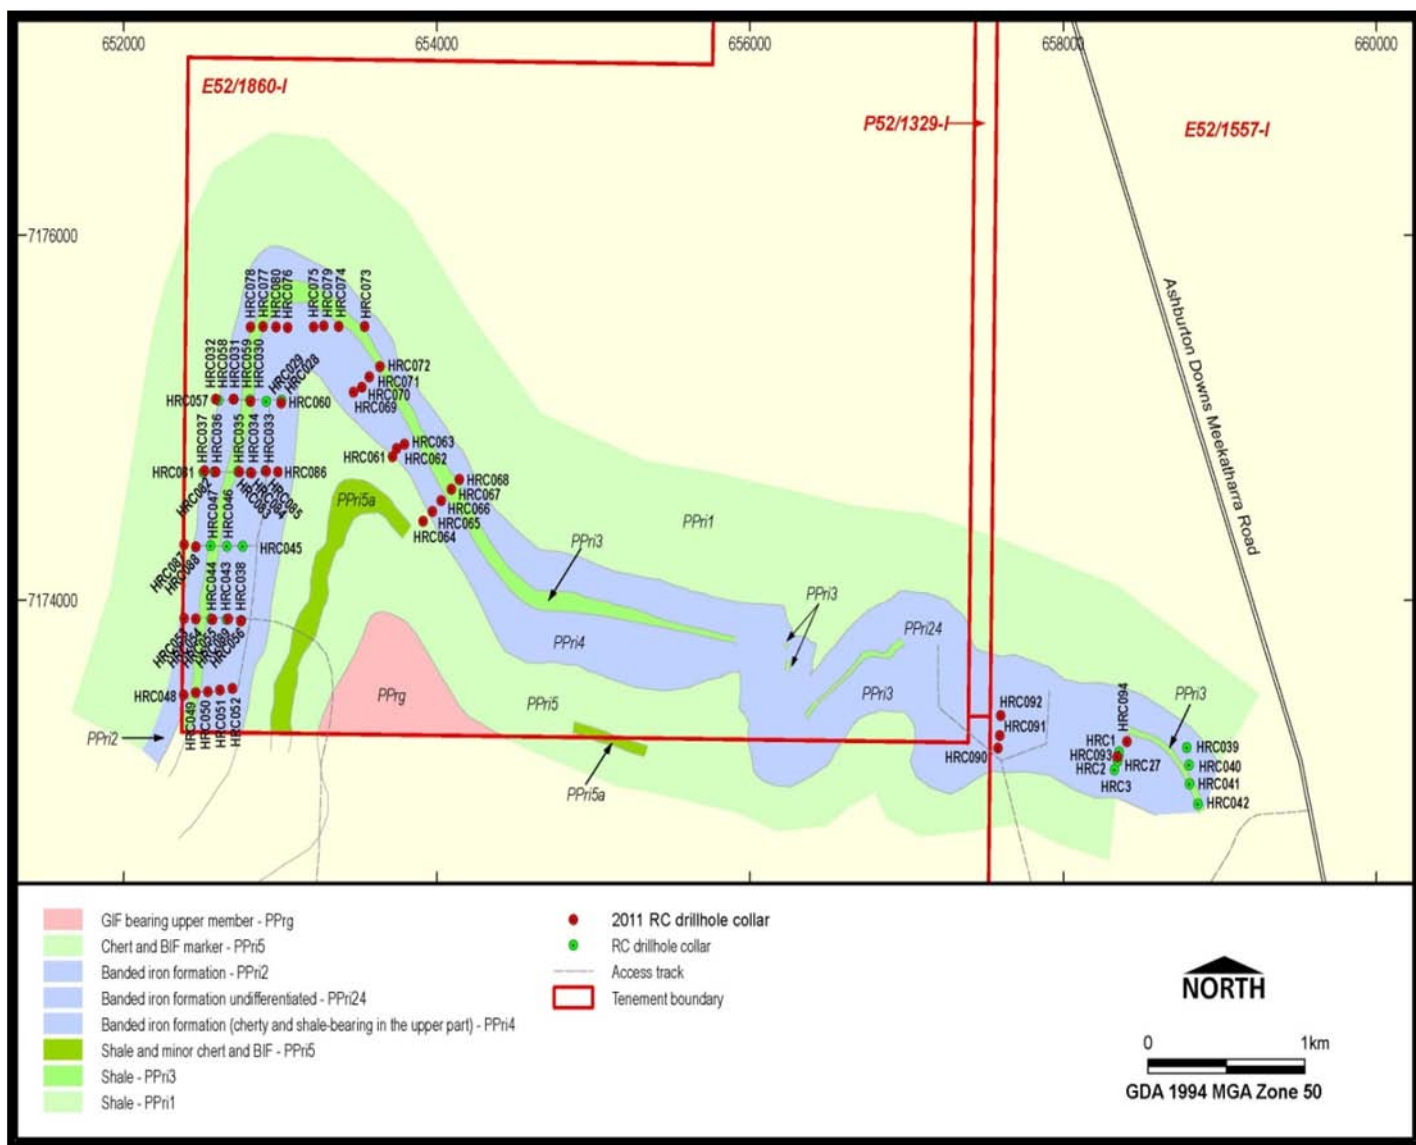 652000
654000
656000
658000
660000
E52/1860-I
P52/1329-I
E52/1557-I
7176000
7174000
Ashburton Downs Meekatharra Road
HRC078
HRC077
HRC080
HRC076
HRC075
HRC079
HRC074
HRC073
HRC032
HRC058
HRC031
HRC059
HRC030
HRC029
HRC028
HRC072
HRC071
HRC070
HRC069
HRC057
HRC060
HRC037
HRC036
HRC035
HRC034
HRC033
HRC063
HRC062
HRC061
HRC081
HRC086
HRC082
HRC083
HRC084
HRC085
HRC068
HRC067
HRC066
HRC065
HRC064
PPri5a
PPri1
HRC047
HRC046
HRC045
HRC087
HRC088
PPri3
HRC044
HRC043
HRC038
HRC056
PPri3
PPri24
PPri4
PPrg
PPri5
PPri3
PPri3
HRC048
HRC049
HRC050
HRC051
HRC052
PPri2
PPri5a
HRC092
HRC091
HRC090
HRC094
HRC1
HRC093
HRC2
HRC27
HRC3
HRC039
HRC040
HRC041
HRC042
GIF bearing upper member - PPrg
Chert and BIF marker - PPri5
Banded iron formation - PPri2
Banded iron formation undifferentiated - PPri24
Banded iron formation (cherty and shale-bearing in the upper part) - PPri4
Shale and minor chert and BIF - PPri5
Shale - PPri3
Shale - PPri1
2011 RC drillhole collar
RC drillhole collar
Access track
Tenement boundary
NORTH
0 1km
GDA 1994 MGA Zone 50